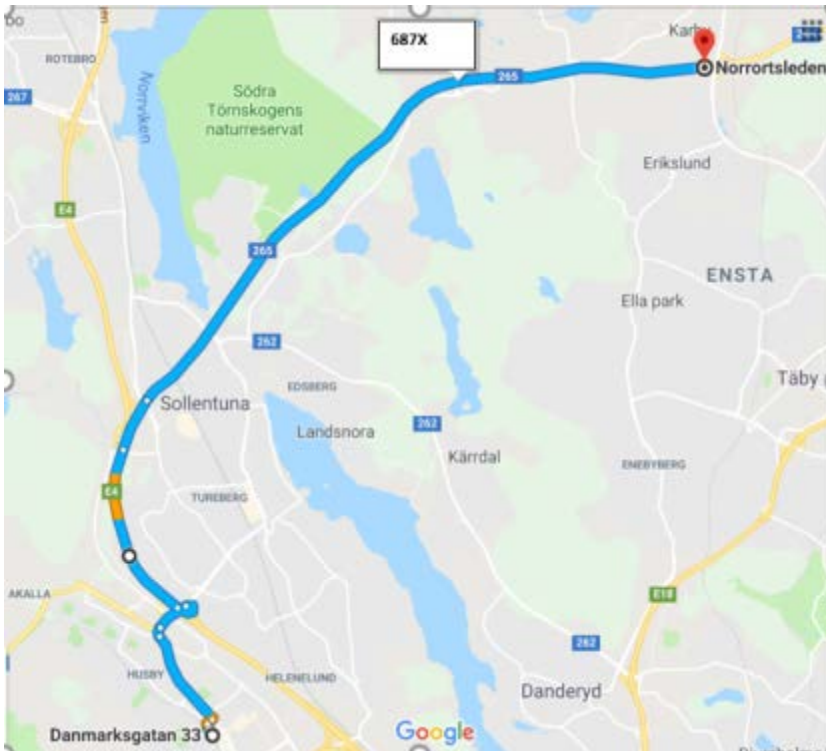 687X
Karby
ROTEBRO
265
Norrortsleden
267
Norrviken
Södra
Törnskogens
naturreservat
Erikslund
E4
265
ENSTA
Ella park
262
EDSBERG
Täby
Sollentuna
Landsnora
262
Kärrdal
ENEBYBERG
E4
TUREBERG
AKALLA
E18
262
HUSBY
HELENELUND
Danderyd
Danmarksgatan 33
Google